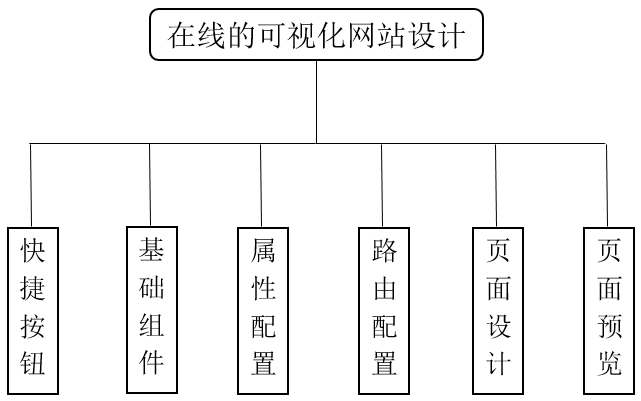 在线的可视化网站设计
快捷按钮
基础组件
属性配置
路由配置
页面设计
页面预览